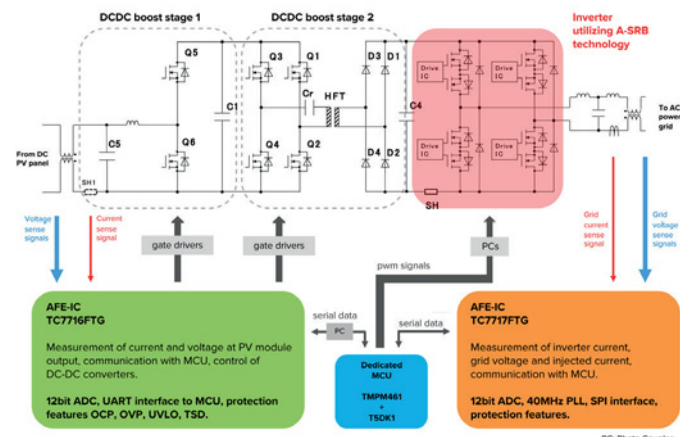 DCDC boost stage 1
DCDC boost stage 2
Inverter
utilizing A-SRB
technology
Q5
Q3
Q1
D3
D1
Drive
IC
Drive
IC
Cr
HFT
C1
C4
To AC
power
grid
From DC
PV panel
C5
Q6
Q4
Q2
D4
D2
Drive
IC
Drive
IC
SH1
SH
Voltage
sense
signals
Current
sense
signal
gate drivers
gate drivers
PCs
Grid
current
sense
signal
Grid
voltage
sense
signals
pwm signals
AFE-IC
TC7716FTG
Measurement of current and voltage at PV module
output, communication with MCU, control of
DC-DC converters.
12bit ADC, UART interface to MCU, protection
features OCP, OVP, UVLO, TSD.
serial data
PC
serial data
Dedicated
MCU
TMPM461
+
T5DK1
AFE-IC
TC7717FTG
Measurement of inverter current,
grid voltage and injected current,
communication with MCU.
12bit ADC, 40MHz PLL, SPI interface,
protection features.